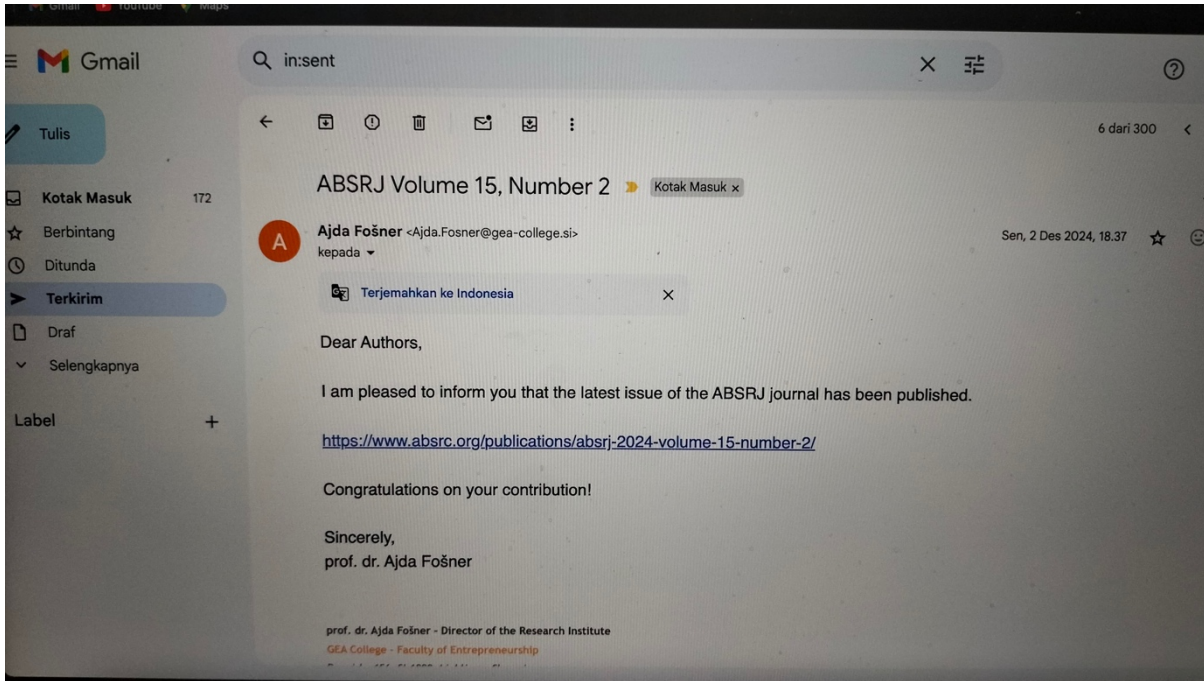 Gmail YouTube Maps
Gmail
in:sent
Tulis
6 dari 300
Kotak Masuk 172
Berbintang
Ditunda
Terkirim
Draf
Selengkapnya
Label
ABSRJ Volume 15, Number 2 Kotak Masuk
A
Ajda Fošner <Ajda.Fosner@gea-college.si>
Sen, 2 Des 2024, 18.37
kepada
Terjemahkan ke Indonesia
Dear Authors,
I am pleased to inform you that the latest issue of the ABSRJ journal has been published.
https://www.absrc.org/publications/absrj-2024-volume-15-number-2/
Congratulations on your contribution!
Sincerely,
prof. dr. Ajda Fošner
prof. dr. Ajda Fošner - Director of the Research Institute
GEA College - Faculty of Entrepreneurship